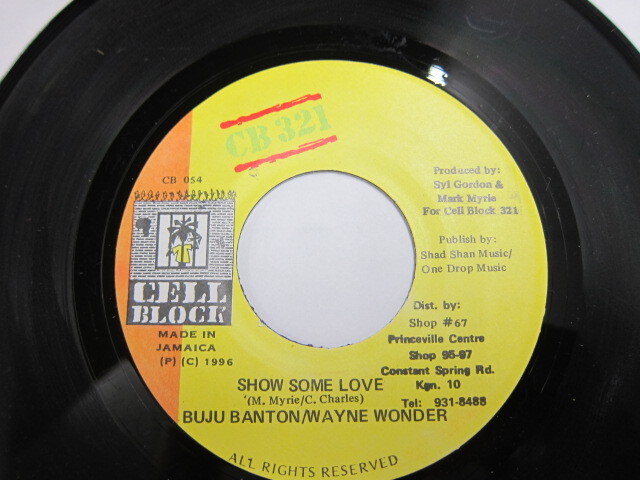 CB 321
CB 054
CELL
BLOCK
MADE IN
JAMAICA
(P) (C) 1996
Produced by:
Syl Gordon &
Mark Myrie
For Cell Block 321
Publish by:
Shad Shan Music/
One Drop Music
Dist. by:
Shop #67
Princeville Centre
Shop 95-97
Constant Spring Rd.
Kgn. 10
Tel: 931-8488
SHOW SOME LOVE
(M. Myrie/C. Charles)
BUJU BANTON/WAYNE WONDER
ALL RIGHTS RESERVED